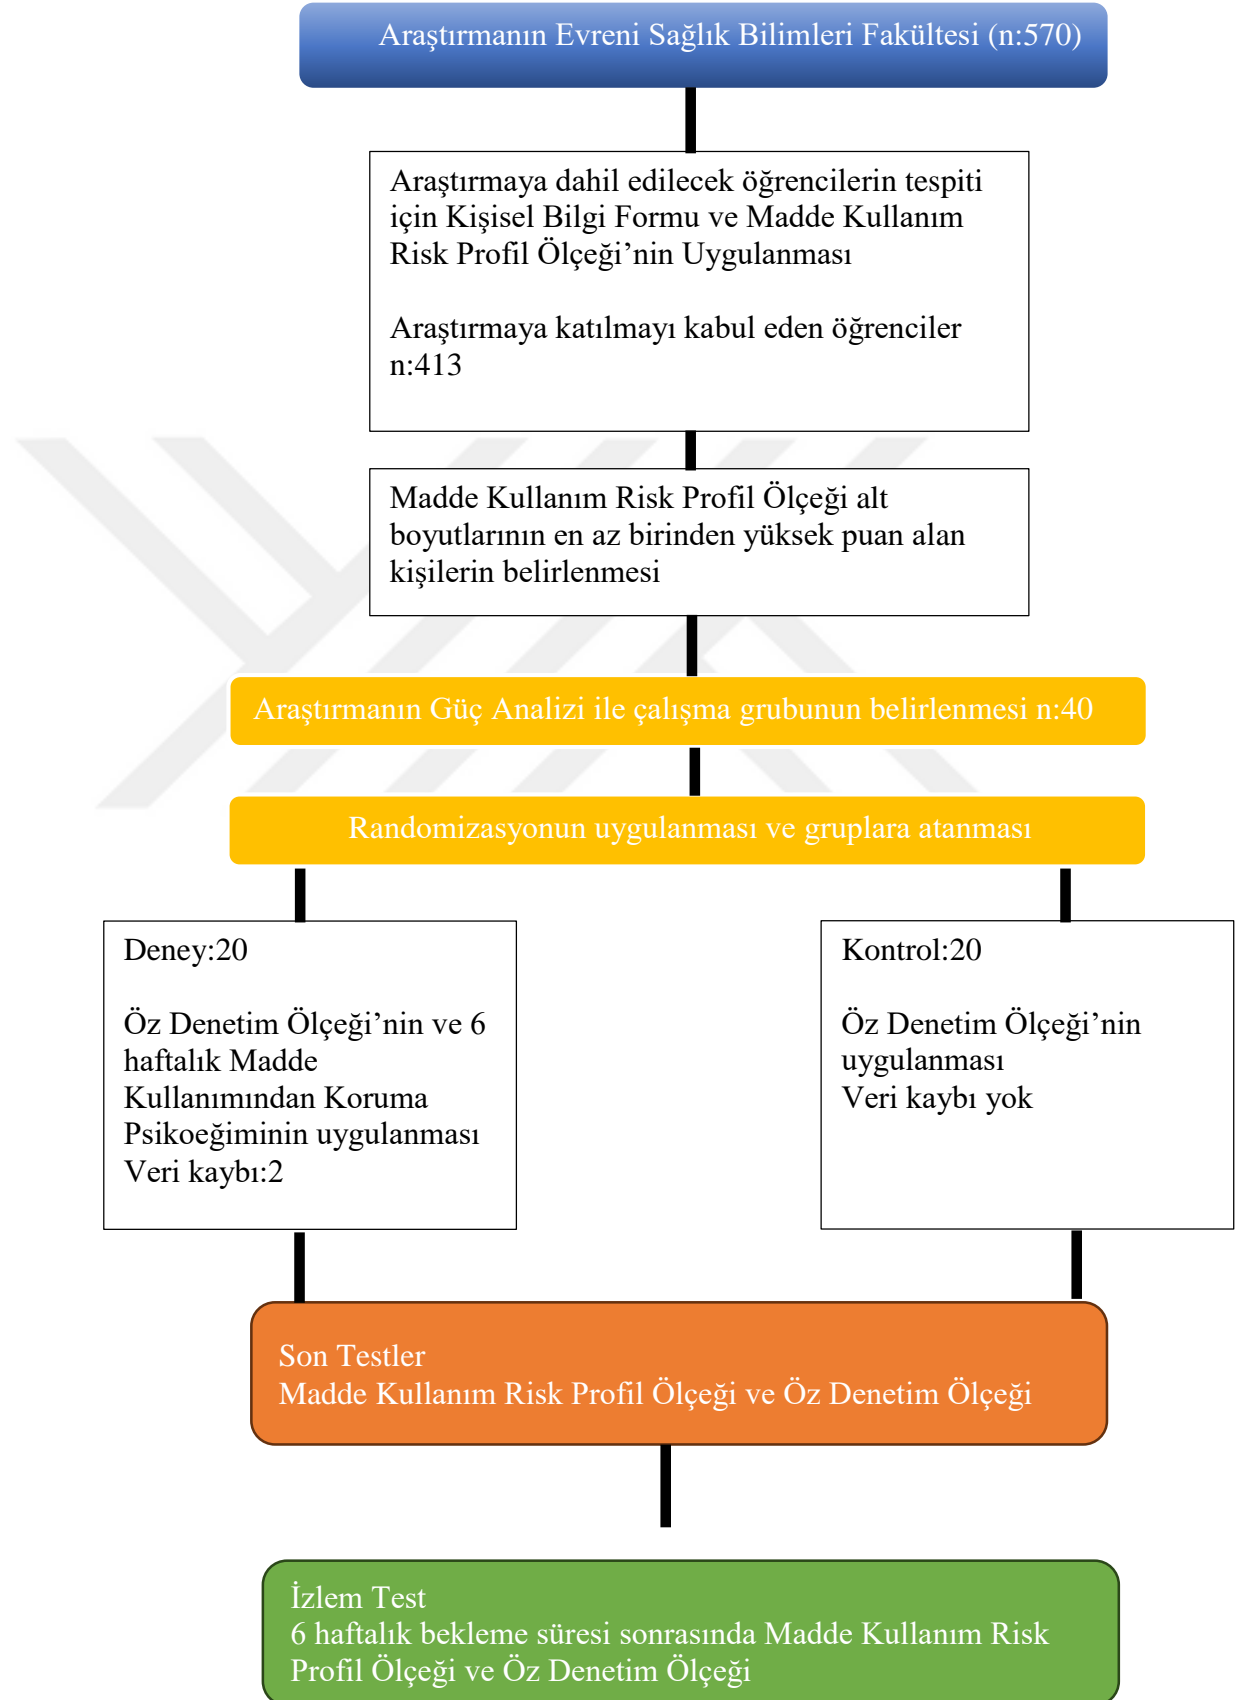 Araştırmanın Evreni Sağlık Bilimleri Fakültesi (n:570)
Araştırmaya dahil edilecek öğrencilerin tespiti
için Kişisel Bilgi Formu ve Madde Kullanım
Risk Profil Ölçeği’nin Uygulanması
Araştırmaya katılmayı kabul eden öğrenciler
n:413
Madde Kullanım Risk Profil Ölçeği alt
boyutlarının en az birinden yüksek puan alan
kişilerin belirlenmesi
Araştırmanın Güç Analizi ile çalışma grubunun belirlenmesi n:40
Randomizasyonun uygulanması ve gruplara atanması
Deney:20
Öz Denetim Ölçeği’nin ve 6
haftalık Madde
Kullanımından Koruma
Psikoeğiminin uygulanması
Veri kaybı:2
Kontrol:20
Öz Denetim Ölçeği’nin
uygulanması
Veri kaybı yok
Son Testler
Madde Kullanım Risk Profil Ölçeği ve Öz Denetim Ölçeği
İzlem Test
6 haftalık bekleme süresi sonrasında Madde Kullanım Risk
Profil Ölçeği ve Öz Denetim Ölçeği